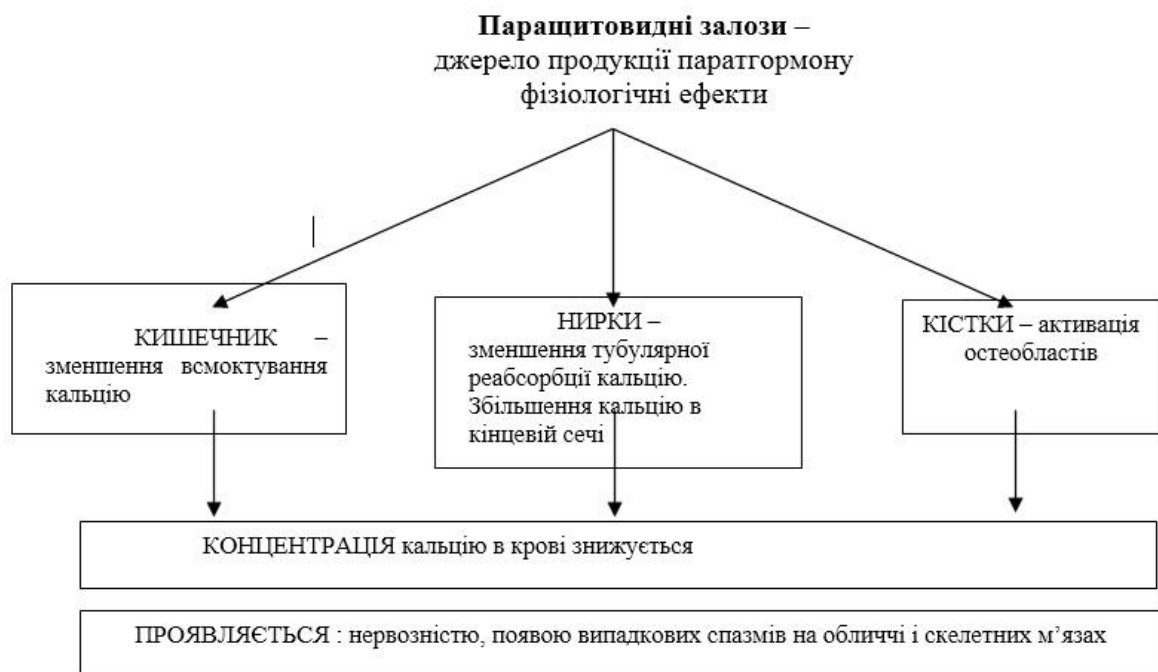 Паращитовидні залози –
джерело продукції паратгормону
фізіологічні ефекти
КИШЕЧНИК –
зменшення всмоктування
кальцію
НИРКИ –
зменшення тубулярної
реабсорбції кальцію.
Збільшення кальцію в
кінцевій сечі
КІСТКИ – активація
остеобластів
КОНЦЕНТРАЦІЯ кальцію в крові знижується
ПРОЯВЛЯЄТЬСЯ : нервозністю, появою випадкових спазмів на обличчі і скелетних м’язах